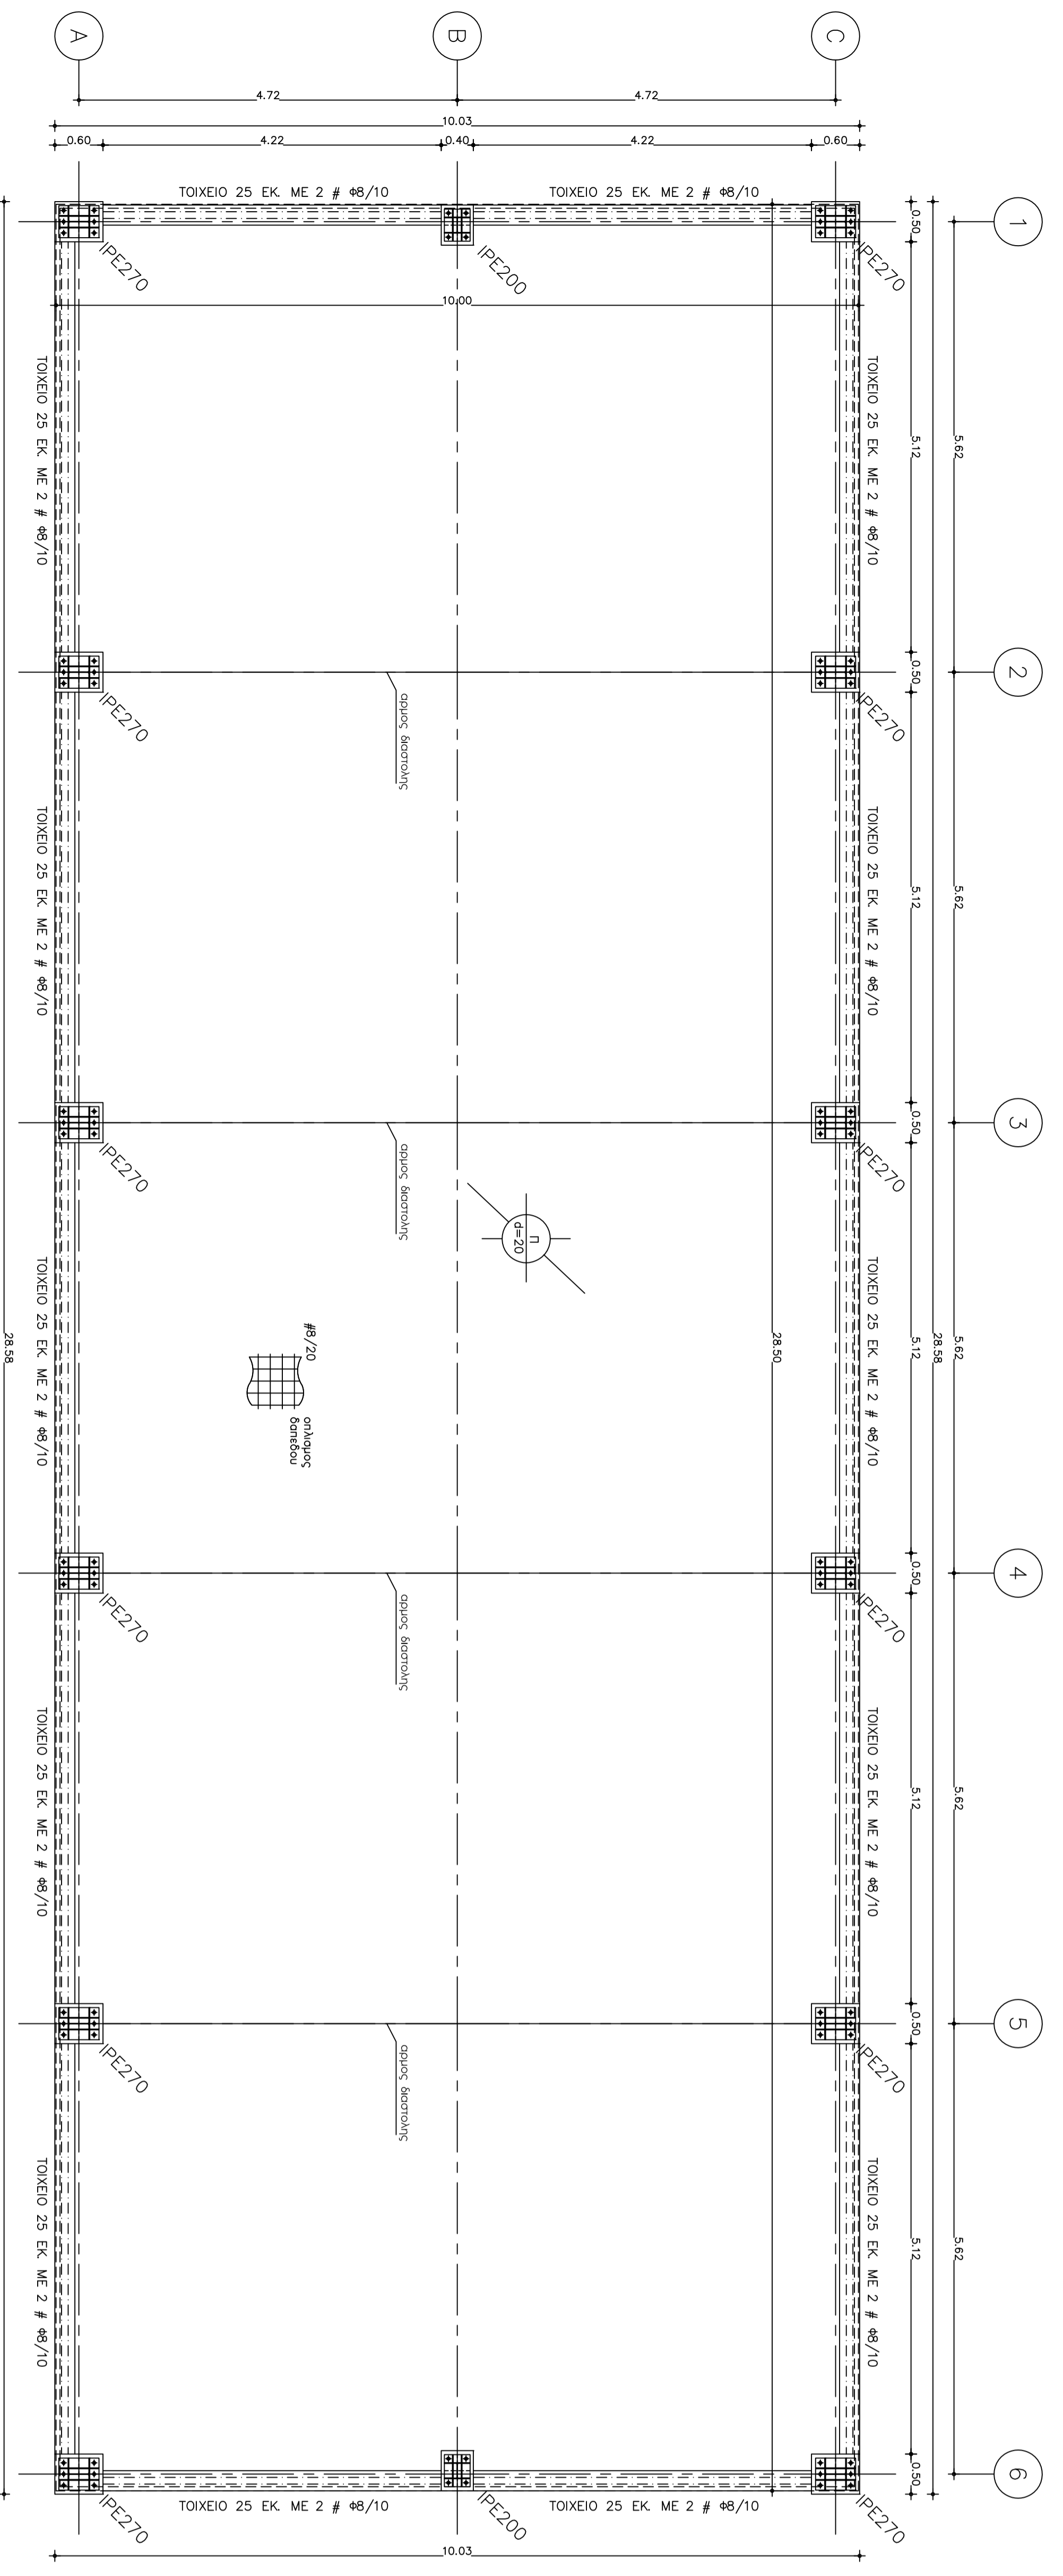 A
B
C
4.72
4.72
10.03
0.60
4.22
0.40
4.22
0.60
ΤΟΙΧΕΙΟ 25 ΕΚ. ΜΕ 2 # Φ8/10
ΤΟΙΧΕΙΟ 25 ΕΚ. ΜΕ 2 # Φ8/10
1
0.50
IPE270
IPE200
IPE270
10.00
ΤΟΙΧΕΙΟ 25 ΕΚ. ΜΕ 2 # Φ8/10
ΤΟΙΧΕΙΟ 25 ΕΚ. ΜΕ 2 # Φ8/10
5.12
5.62
2
0.50
IPE270
IPE270
αρμος διαστολης
ΤΟΙΧΕΙΟ 25 ΕΚ. ΜΕ 2 # Φ8/10
ΤΟΙΧΕΙΟ 25 ΕΚ. ΜΕ 2 # Φ8/10
5.12
5.62
3
0.50
IPE270
IPE270
αρμος διαστολης
Π
d=20
ΤΟΙΧΕΙΟ 25 ΕΚ. ΜΕ 2 # Φ8/10
ΤΟΙΧΕΙΟ 25 ΕΚ. ΜΕ 2 # Φ8/10
#8/20
οπλισμος
δαπεδου
28.58
28.50
5.12
28.58
5.62
4
0.50
IPE270
IPE270
αρμος διαστολης
ΤΟΙΧΕΙΟ 25 ΕΚ. ΜΕ 2 # Φ8/10
ΤΟΙΧΕΙΟ 25 ΕΚ. ΜΕ 2 # Φ8/10
5.12
5.62
5
0.50
IPE270
IPE270
αρμος διαστολης
ΤΟΙΧΕΙΟ 25 ΕΚ. ΜΕ 2 # Φ8/10
ΤΟΙΧΕΙΟ 25 ΕΚ. ΜΕ 2 # Φ8/10
5.12
5.62
6
0.50
IPE270
IPE200
IPE270
ΤΟΙΧΕΙΟ 25 ΕΚ. ΜΕ 2 # Φ8/10
ΤΟΙΧΕΙΟ 25 ΕΚ. ΜΕ 2 # Φ8/10
10.03